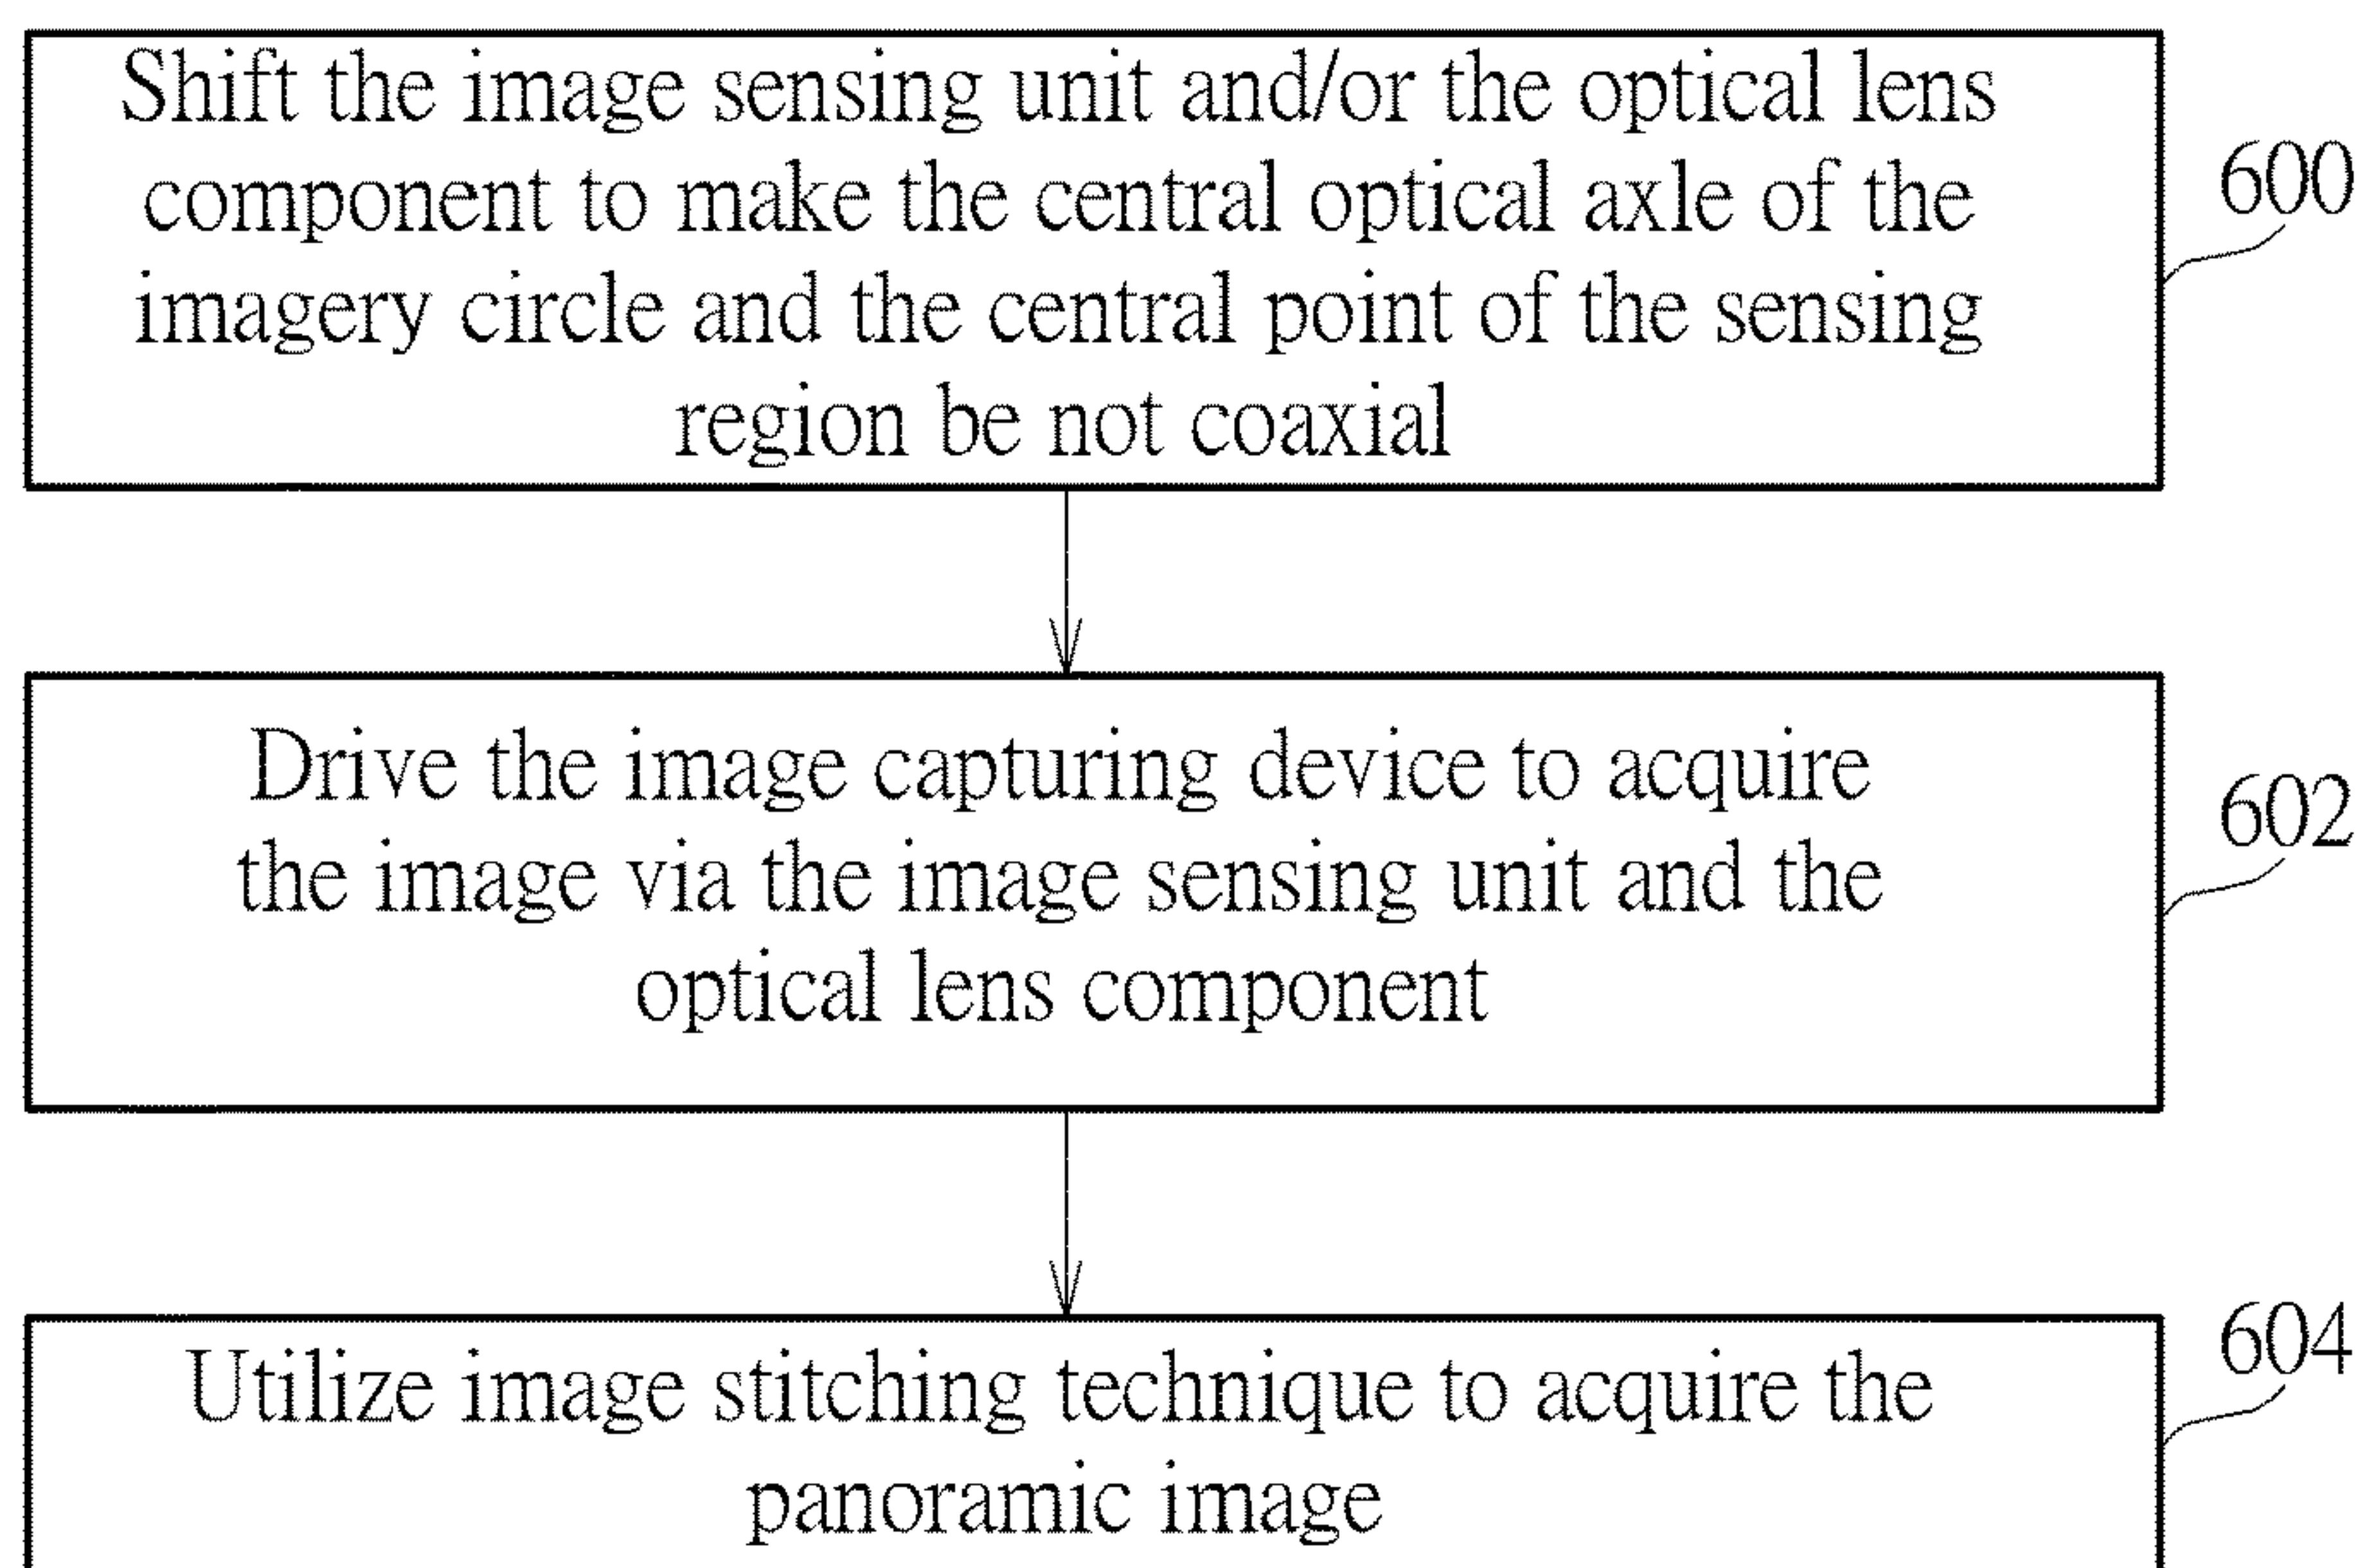 Shift the image sensing unit and/or the optical lens
component to make the central optical axle of the
imagery circle and the central point of the sensing
region be not coaxial
600
Drive the image capturing device to acquire
the image via the image sensing unit and the
optical lens component
602
Utilize image stitching technique to acquire the
panoramic image
604